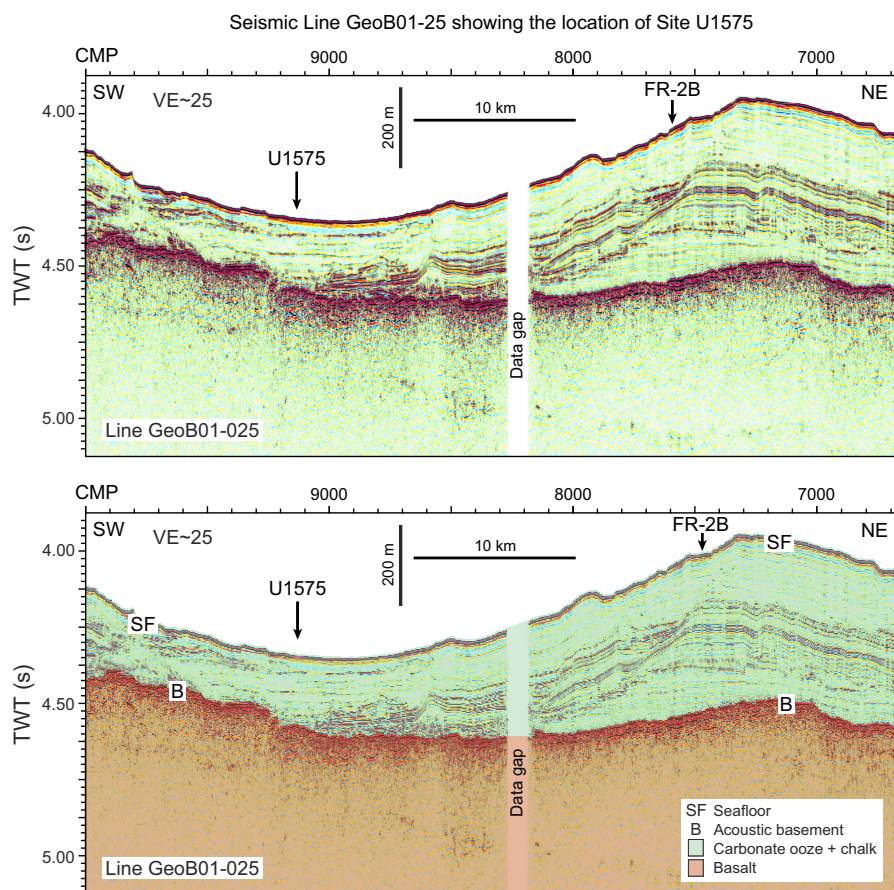 Seismic Line GeoB01-25 showing the location of Site U1575
CMP 9000 8000 7000
SW VE~25 200 m 10 km FR-2B NE
U1575
4.00
4.50
5.00
TWT (s)
Data gap
Line GeoB01-025
CMP 9000 8000 7000
SW VE~25 200 m 10 km FR-2B NE
SF
U1575
SF
4.00
4.50
5.00
TWT (s)
B
B
Data gap
SF Seafloor
B Acoustic basement
Carbonate ooze + chalk
Basalt
Line GeoB01-025